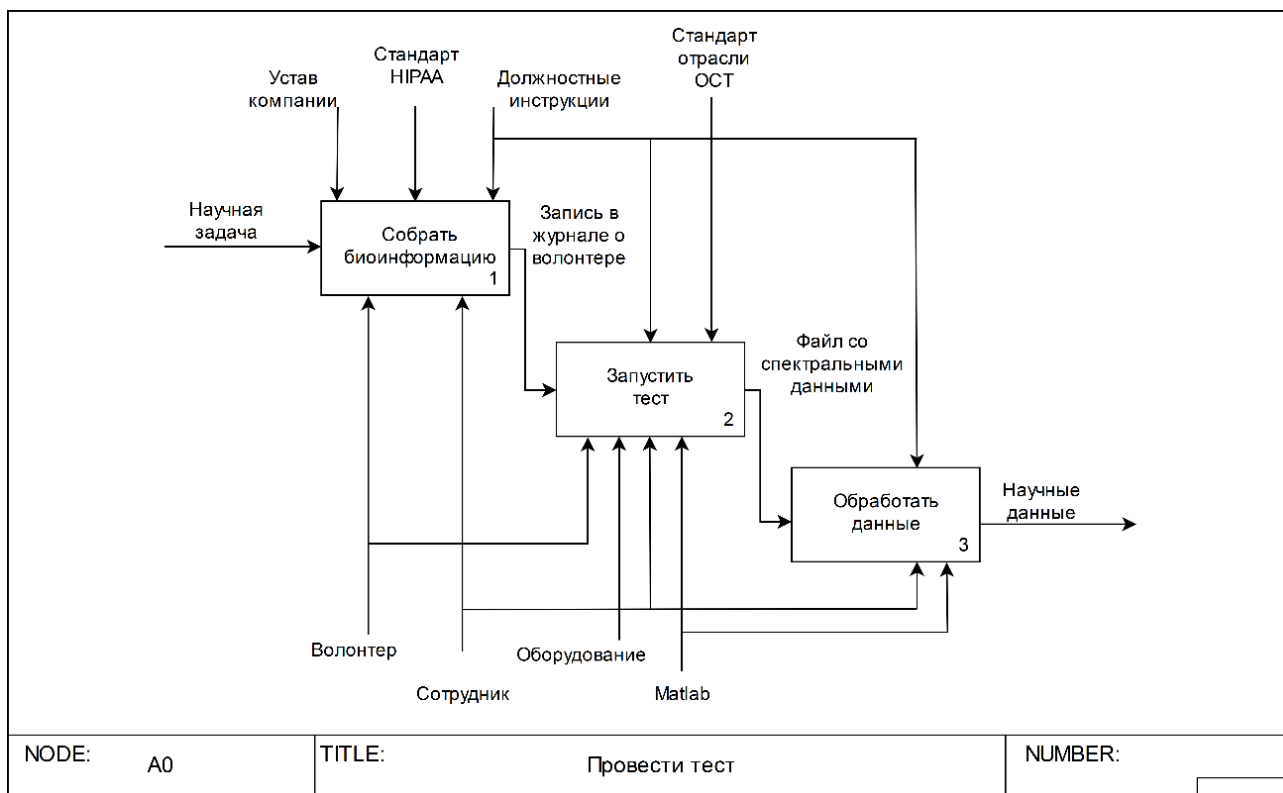 Стандарт
отрасли
ОСТ
Стандарт
HIPAA
Устав
компании
Должностные
инструкции
Научная
задача
Собрать
биоинформацию
1
Запись в
журнале о
волонтере
Запустить
тест
2
Файл со
спектральными
данными
Обработать
данные
3
Научные
данные
Волонтер
Сотрудник
Оборудование
Matlab
NODE:
A0
TITLE:
Провести тест
NUMBER: